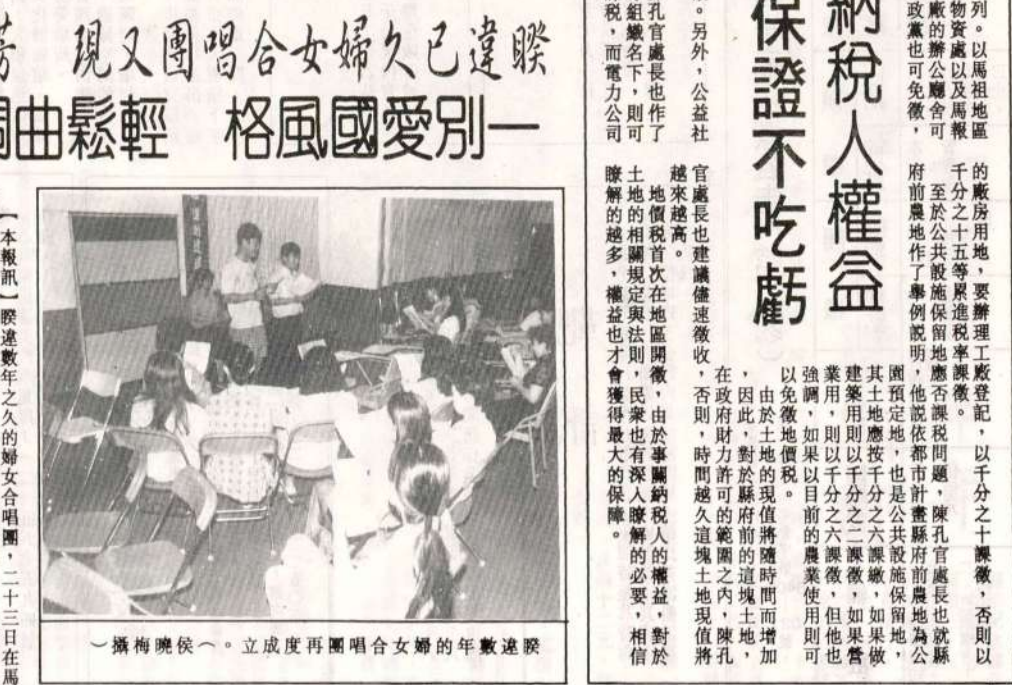 納稅人權益
保證不吃虧
列。以馬祖地區
物資處以及馬報
廠的辦公廳舍可
政黨也可免徵，
。另外，公益社
孔官處長也作了
組織名下，則可
稅，而電力公司
的廠房用地，要辦理工廠登記，以千分之十課徵，否則以
千分之十五等累進稅率課徵。
至於公共設施保留地應否課稅問題，陳孔官處長也就縣
府前農地作了舉例說明，他說依都市計畫縣府前農地為公
園預定地，也是公共設施保留地，
其土地應按千分之六課繳，如果做
建築用則以千分之二課徵，如果營
業用，則以千分之六課徵，但他也
強調，如果以目前的農業使用則可
以免徵地價稅。
由於土地的現值將隨時間而增加
，因此，對於縣府前的這塊土地，
在政府財力許可的範圍之內，陳孔
官處長也建議儘速徵收，否則，時間越久這塊土地現值將
越來越高。
地價稅首次在地區開徵，由於事關納稅人的權益，對於
土地的相關規定與法則，民衆也有深入瞭解的必要，相信
瞭解的越多，權益也才會獲得最大的保障。
睽違已久婦女合唱團又現芳
一別愛國風格 輕鬆曲調
睽違數年的婦女合唱團再度成立。（侯曉梅攝）
【本報訊】睽違數年之久的婦女合唱團，二十三日在馬